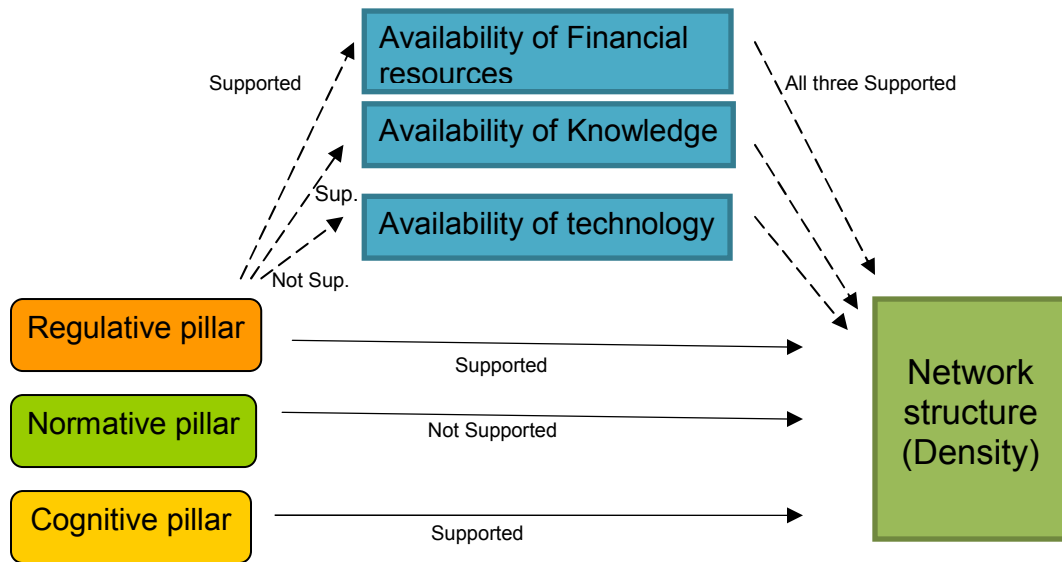 Availability of Financial
resources
Supported
All three Supported
Availability of Knowledge
Sup.
Availability of technology
Not Sup.
Regulative pillar
Supported
Normative pillar
Not Supported
Cognitive pillar
Supported
Network
structure
(Density)